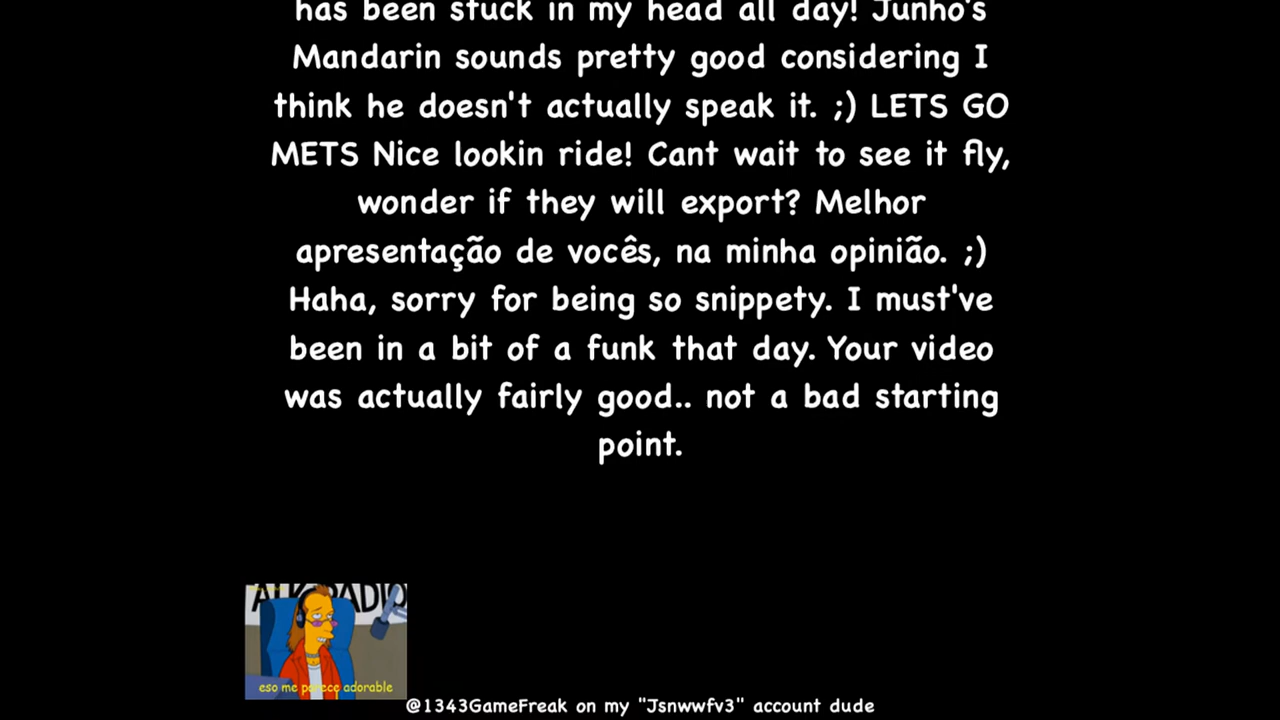 has been stuck in my head all day! Junho's
Mandarin sounds pretty good considering I
think he doesn't actually speak it. ;) LETS GO
METS Nice lookin ride! Cant wait to see it fly,
wonder if they will export? Melhor
apresentação de vocês, na minha opinião. ;)
Haha, sorry for being so snippety. I must've
been in a bit of a funk that day. Your video
was actually fairly good.. not a bad starting
point.
eso me parece adorable
@1343GameFreak on my "Jsnwwfv3" account dude